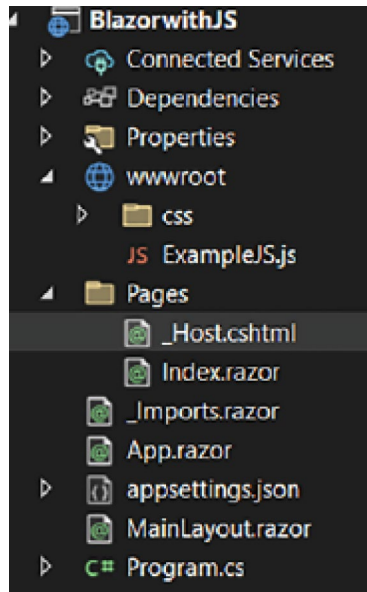 BlazorwithJS
Connected Services
Dependencies
Properties
wwwroot
css
JS ExampleJS.js
Pages
_Host.cshtml
Index.razor
_Imports.razor
App.razor
appsettings.json
MainLayout.razor
C# Program.cs